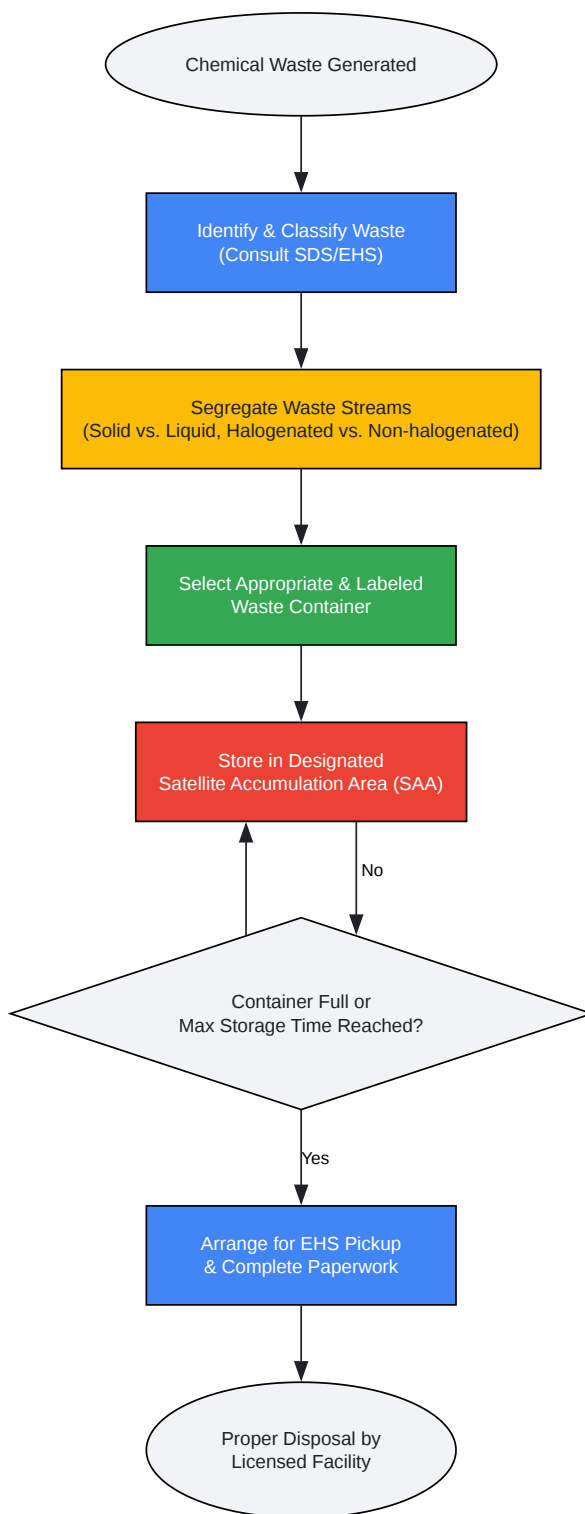 Chemical Waste Generated
Identify & Classify Waste
(Consult SDS/EHS)
Segregate Waste Streams
(Solid vs. Liquid, Halogenated vs. Non-halogenated)
Select Appropriate & Labeled
Waste Container
Store in Designated
Satellite Accumulation Area (SAA)
No
Container Full or
Max Storage Time Reached?
Yes
Arrange for EHS Pickup
& Complete Paperwork
Proper Disposal by
Licensed Facility